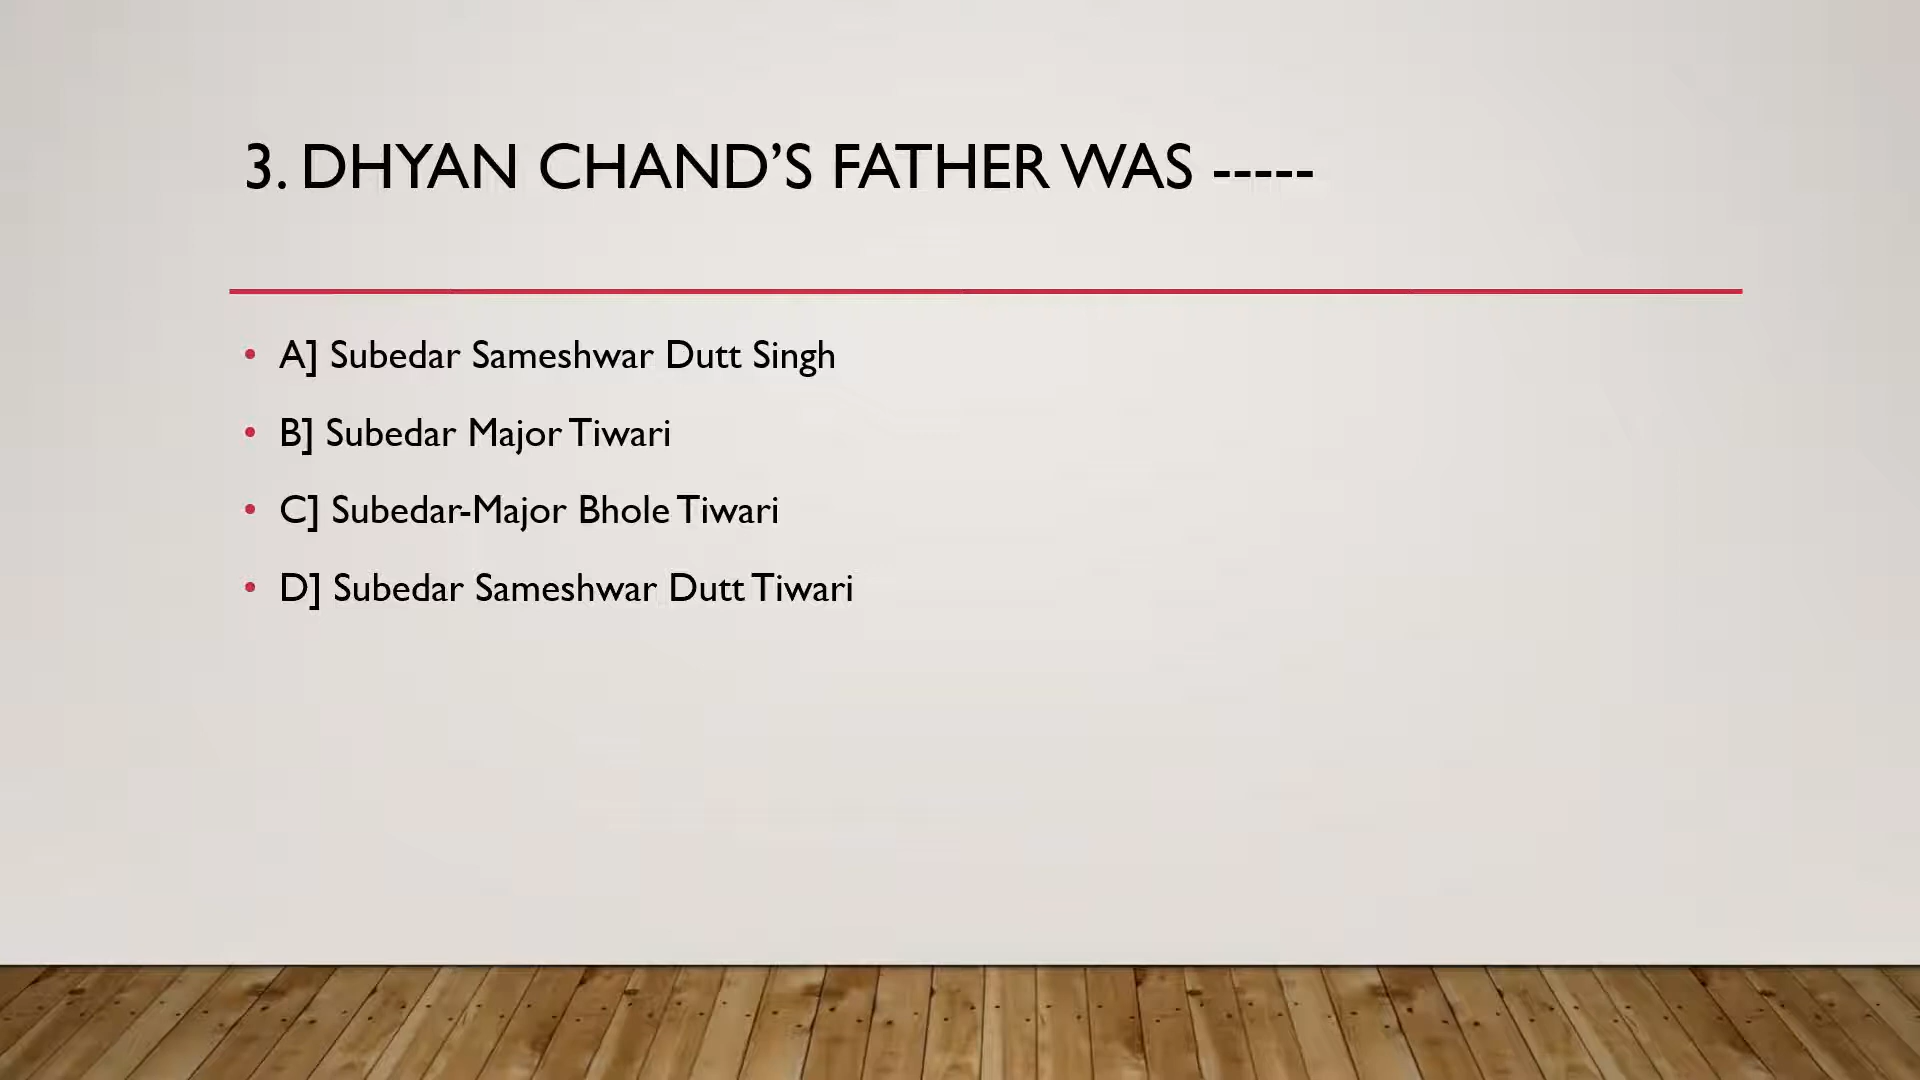 3. DHYAN CHAND’S FATHER WAS -----
• A] Subedar Sameshwar Dutt Singh
• B] Subedar Major Tiwari
• C] Subedar-Major Bhole Tiwari
• D] Subedar Sameshwar Dutt Tiwari